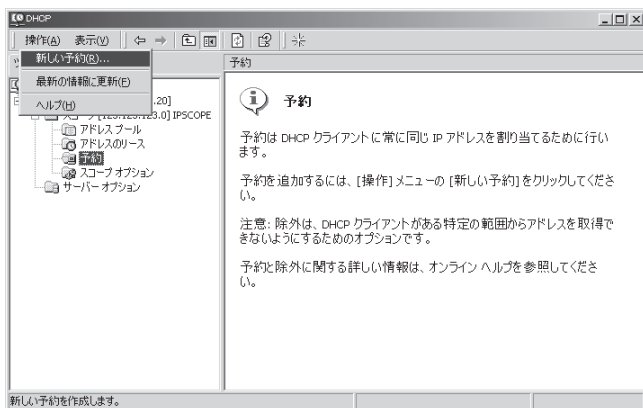 DHCP
操作(A) 表示(V)
新しい予約(R)...
最新の情報に更新(F)
ヘルプ(H)
.20]
[123.123.123.0] IPSCOPE
アドレス プール
アドレスのリース
予約
スコープ オプション
サーバー オプション
予約
予約
予約は DHCP クライアントに常に同じ IP アドレスを割り当てるために行い
ます。
予約を追加するには、[操作] メニューの [新しい予約] をクリックしてくださ
い。
注意: 除外は、DHCP クライアントがある特定の範囲からアドレスを取得で
きないようにするためのオプションです。
予約と除外に関する詳しい情報は、オンライン ヘルプを参照してくださ
い。
新しい予約を作成します。